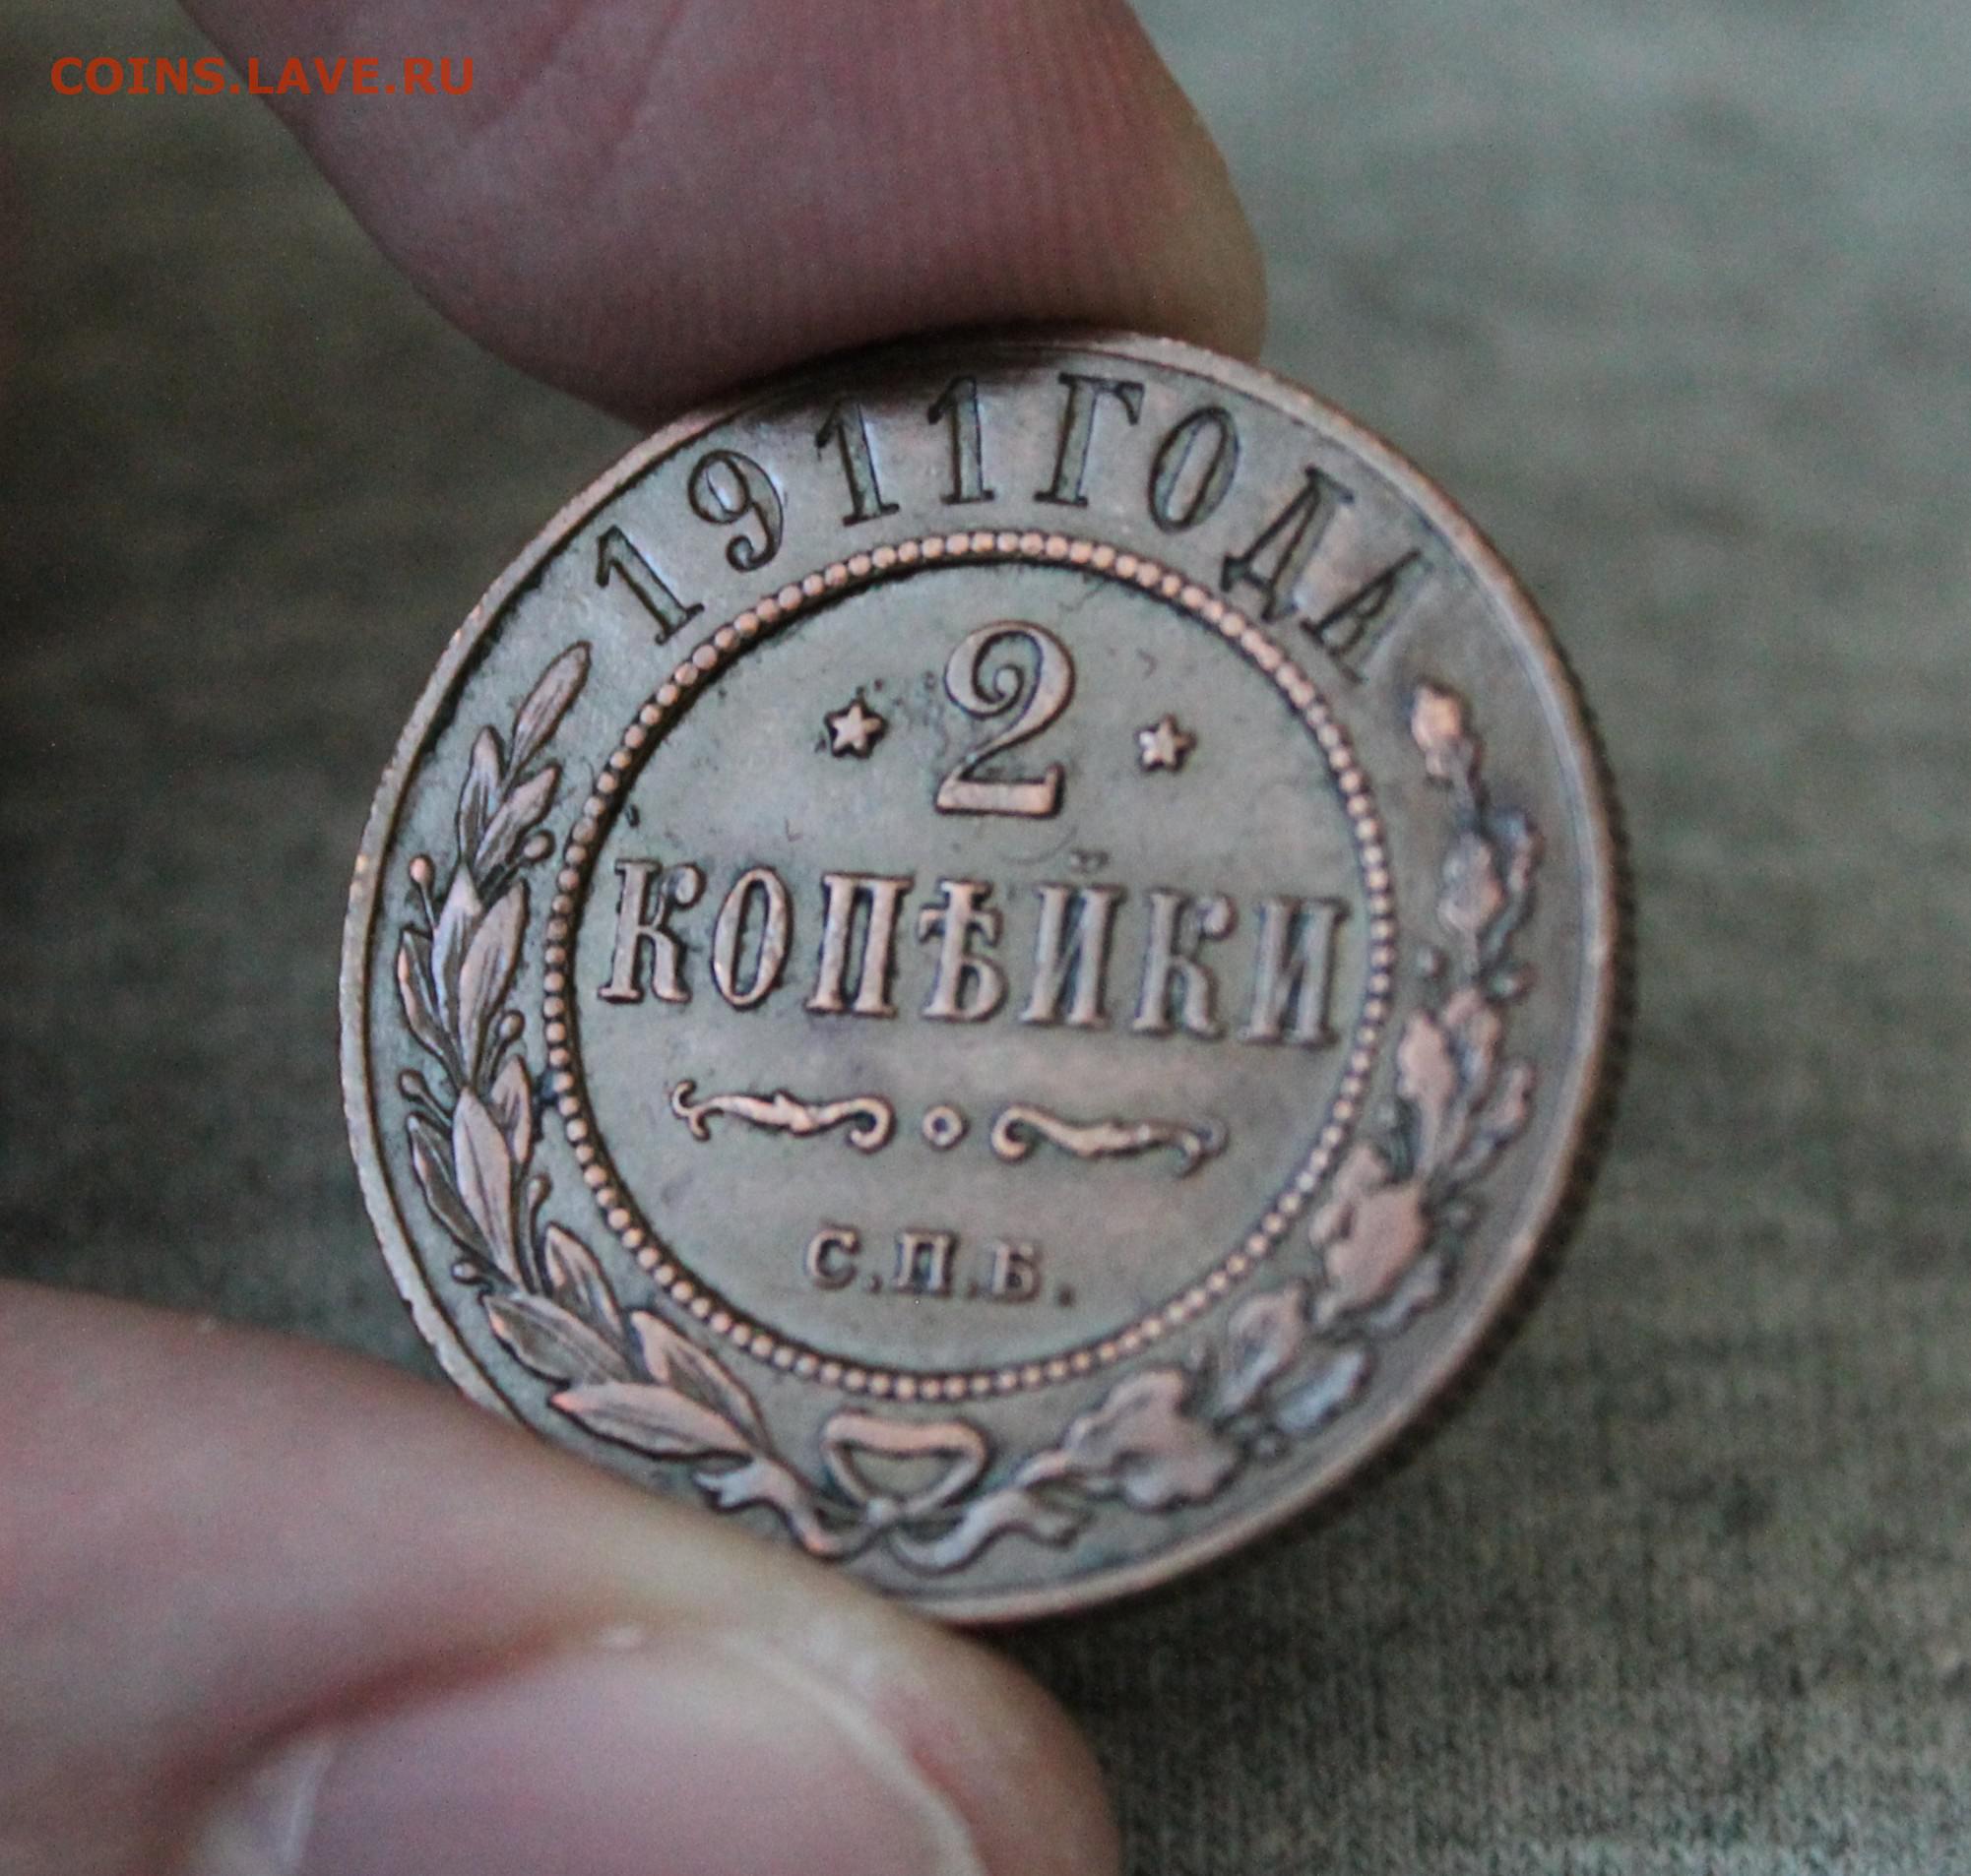 COINS.LAVE.RU
1911 ГОДА
2
КОПѢЙКИ
С.П.Б.